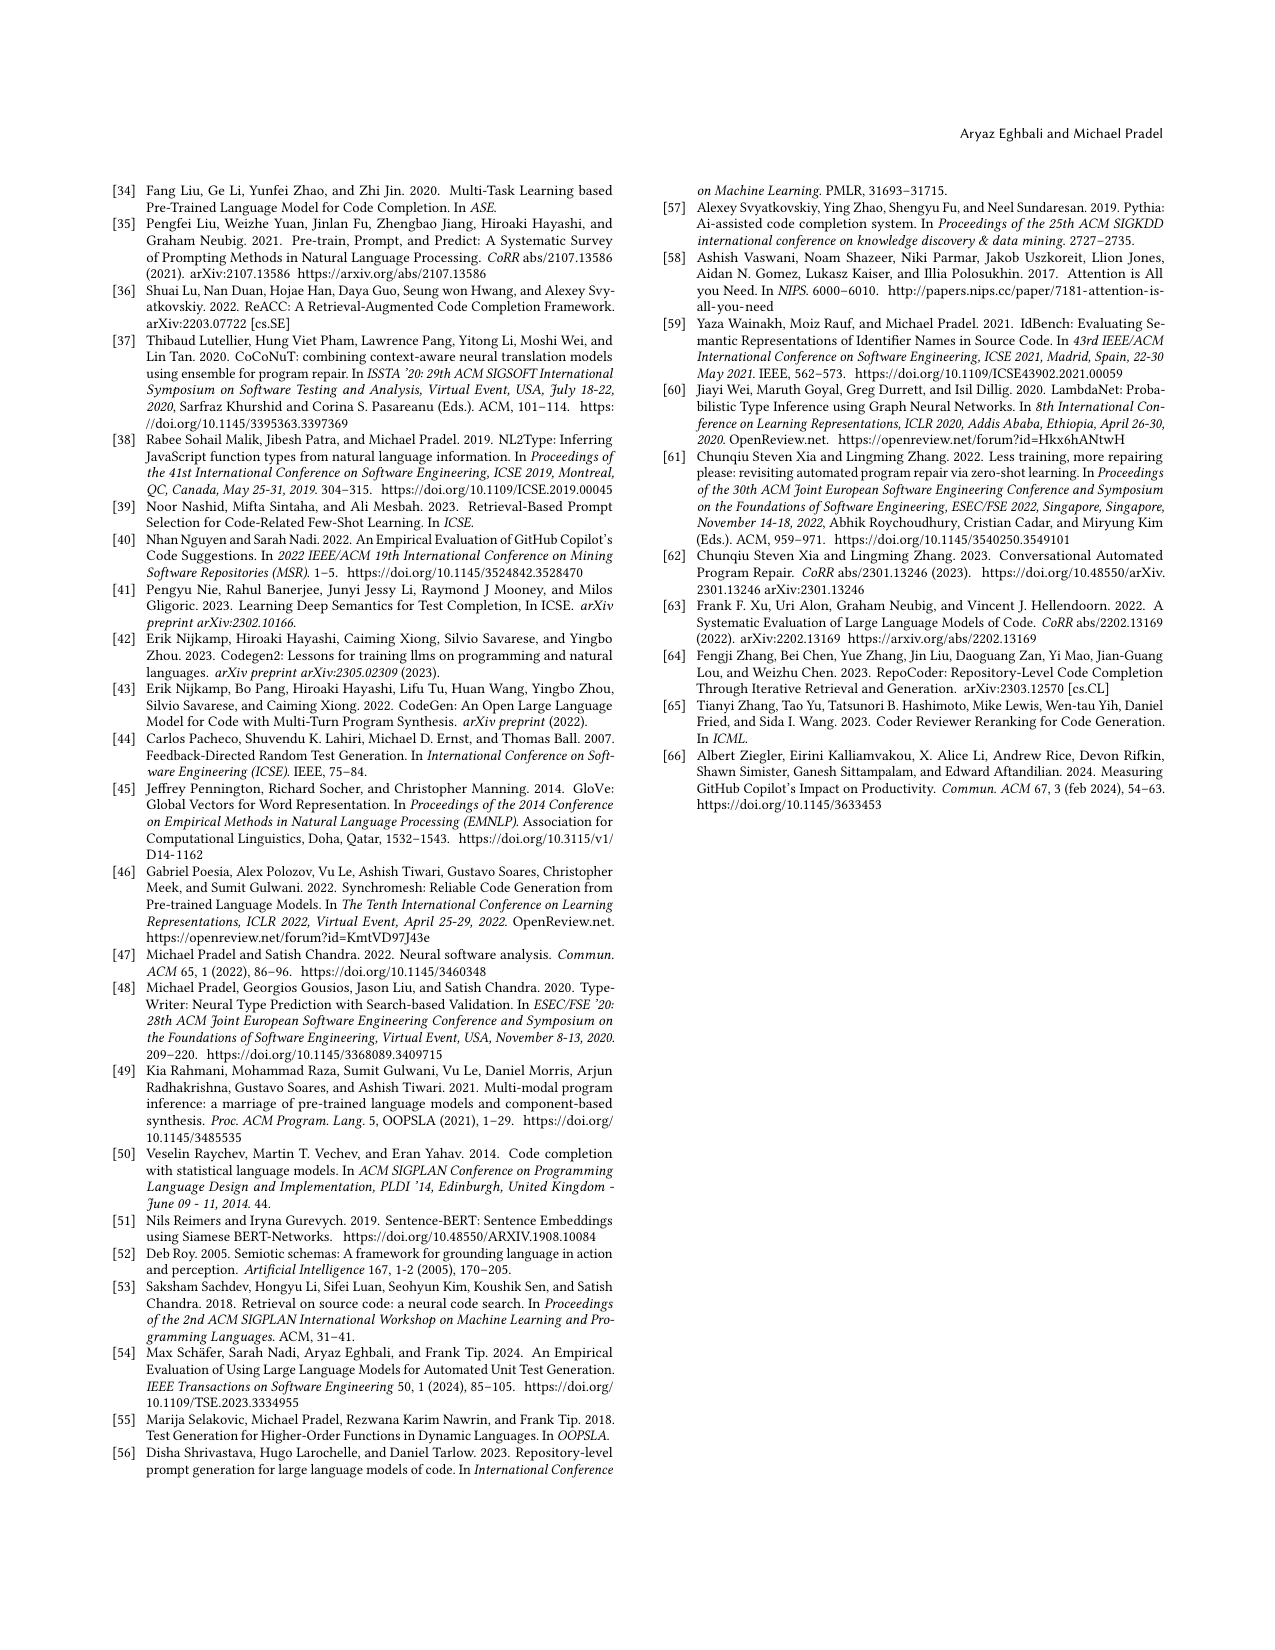 Aryaz Eghbali and Michael Pradel
[34] Fang Liu, Ge Li, Yunfei Zhao, and Zhi Jin. 2020. Multi-Task Learning based
Pre-Trained Language Model for Code Completion. In ASE.
[35] Pengfei Liu, Weizhe Yuan, Jinlan Fu, Zhengbao Jiang, Hiroaki Hayashi, and
Graham Neubig. 2021. Pre-train, Prompt, and Predict: A Systematic Survey
of Prompting Methods in Natural Language Processing. CoRR abs/2107.13586
(2021). arXiv:2107.13586 https://arxiv.org/abs/2107.13586
[36] Shuai Lu, Nan Duan, Hojae Han, Daya Guo, Seung won Hwang, and Alexey Svy-
atkovskiy. 2022. ReACC: A Retrieval-Augmented Code Completion Framework.
arXiv:2203.07722 [cs.SE]
[37] Thibaud Lutellier, Hung Viet Pham, Lawrence Pang, Yitong Li, Moshi Wei, and
Lin Tan. 2020. CoCoNuT: combining context-aware neural translation models
using ensemble for program repair. In ISSTA '20: 29th ACM SIGSOFT International
Symposium on Software Testing and Analysis, Virtual Event, USA, July 18-22,
2020, Sarfraz Khurshid and Corina S. Pasareanu (Eds.). ACM, 101–114. https:
//doi.org/10.1145/3395363.3397369
[38] Rabee Sohail Malik, Jibesh Patra, and Michael Pradel. 2019. NL2Type: Inferring
JavaScript function types from natural language information. In Proceedings of
the 41st International Conference on Software Engineering, ICSE 2019, Montreal,
QC, Canada, May 25-31, 2019. 304–315. https://doi.org/10.1109/ICSE.2019.00045
[39] Noor Nashid, Mifta Sintaha, and Ali Mesbah. 2023. Retrieval-Based Prompt
Selection for Code-Related Few-Shot Learning. In ICSE.
[40] Nhan Nguyen and Sarah Nadi. 2022. An Empirical Evaluation of GitHub Copilot's
Code Suggestions. In 2022 IEEE/ACM 19th International Conference on Mining
Software Repositories (MSR). 1–5. https://doi.org/10.1145/3524842.3528470
[41] Pengyu Nie, Rahul Banerjee, Junyi Jessy Li, Raymond J Mooney, and Milos
Gligoric. 2023. Learning Deep Semantics for Test Completion, In ICSE. arXiv
preprint arXiv:2302.10166.
[42] Erik Nijkamp, Hiroaki Hayashi, Caiming Xiong, Silvio Savarese, and Yingbo
Zhou. 2023. Codegen2: Lessons for training llms on programming and natural
languages. arXiv preprint arXiv:2305.02309 (2023).
[43] Erik Nijkamp, Bo Pang, Hiroaki Hayashi, Lifu Tu, Huan Wang, Yingbo Zhou,
Silvio Savarese, and Caiming Xiong. 2022. CodeGen: An Open Large Language
Model for Code with Multi-Turn Program Synthesis. arXiv preprint (2022).
[44] Carlos Pacheco, Shuvendu K. Lahiri, Michael D. Ernst, and Thomas Ball. 2007.
Feedback-Directed Random Test Generation. In International Conference on Soft-
ware Engineering (ICSE). IEEE, 75–84.
[45] Jeffrey Pennington, Richard Socher, and Christopher Manning. 2014. GloVe:
Global Vectors for Word Representation. In Proceedings of the 2014 Conference
on Empirical Methods in Natural Language Processing (EMNLP). Association for
Computational Linguistics, Doha, Qatar, 1532–1543. https://doi.org/10.3115/v1/
D14-1162
[46] Gabriel Poesia, Alex Polozov, Vu Le, Ashish Tiwari, Gustavo Soares, Christopher
Meek, and Sumit Gulwani. 2022. Synchromesh: Reliable Code Generation from
Pre-trained Language Models. In The Tenth International Conference on Learning
Representations, ICLR 2022, Virtual Event, April 25-29, 2022. OpenReview.net.
https://openreview.net/forum?id=KmtVD97J43e
[47] Michael Pradel and Satish Chandra. 2022. Neural software analysis. Commun.
ACM 65, 1 (2022), 86–96. https://doi.org/10.1145/3460348
[48] Michael Pradel, Georgios Gousios, Jason Liu, and Satish Chandra. 2020. Type-
Writer: Neural Type Prediction with Search-based Validation. In ESEC/FSE '20:
28th ACM Joint European Software Engineering Conference and Symposium on
the Foundations of Software Engineering, Virtual Event, USA, November 8-13, 2020.
209–220. https://doi.org/10.1145/3368089.3409715
[49] Kia Rahmani, Mohammad Raza, Sumit Gulwani, Vu Le, Daniel Morris, Arjun
Radhakrishna, Gustavo Soares, and Ashish Tiwari. 2021. Multi-modal program
inference: a marriage of pre-trained language models and component-based
synthesis. Proc. ACM Program. Lang. 5, OOPSLA (2021), 1–29. https://doi.org/
10.1145/3485535
[50] Veselin Raychev, Martin T. Vechev, and Eran Yahav. 2014. Code completion
with statistical language models. In ACM SIGPLAN Conference on Programming
Language Design and Implementation, PLDI '14, Edinburgh, United Kingdom -
June 09 - 11, 2014. 44.
[51] Nils Reimers and Iryna Gurevych. 2019. Sentence-BERT: Sentence Embeddings
using Siamese BERT-Networks. https://doi.org/10.48550/ARXIV.1908.10084
[52] Deb Roy. 2005. Semiotic schemas: A framework for grounding language in action
and perception. Artificial Intelligence 167, 1-2 (2005), 170–205.
[53] Saksham Sachdev, Hongyu Li, Sifei Luan, Seohyun Kim, Koushik Sen, and Satish
Chandra. 2018. Retrieval on source code: a neural code search. In Proceedings
of the 2nd ACM SIGPLAN International Workshop on Machine Learning and Pro-
gramming Languages. ACM, 31–41.
[54] Max Schäfer, Sarah Nadi, Aryaz Eghbali, and Frank Tip. 2024. An Empirical
Evaluation of Using Large Language Models for Automated Unit Test Generation.
IEEE Transactions on Software Engineering 50, 1 (2024), 85–105. https://doi.org/
10.1109/TSE.2023.3334955
[55] Marija Selakovic, Michael Pradel, Rezwana Karim Nawrin, and Frank Tip. 2018.
Test Generation for Higher-Order Functions in Dynamic Languages. In OOPSLA.
[56] Disha Shrivastava, Hugo Larochelle, and Daniel Tarlow. 2023. Repository-level
prompt generation for large language models of code. In International Conference
on Machine Learning. PMLR, 31693–31715.
[57] Alexey Svyatkovskiy, Ying Zhao, Shengyu Fu, and Neel Sundaresan. 2019. Pythia:
Ai-assisted code completion system. In Proceedings of the 25th ACM SIGKDD
international conference on knowledge discovery & data mining. 2727–2735.
[58] Ashish Vaswani, Noam Shazeer, Niki Parmar, Jakob Uszkoreit, Llion Jones,
Aidan N. Gomez, Lukasz Kaiser, and Illia Polosukhin. 2017. Attention is All
you Need. In NIPS. 6000–6010. http://papers.nips.cc/paper/7181-attention-is-
all-you-need
[59] Yaza Wainakh, Moiz Rauf, and Michael Pradel. 2021. IdBench: Evaluating Se-
mantic Representations of Identifier Names in Source Code. In 43rd IEEE/ACM
International Conference on Software Engineering, ICSE 2021, Madrid, Spain, 22-30
May 2021. IEEE, 562–573. https://doi.org/10.1109/ICSE43902.2021.00059
[60] Jiayi Wei, Maruth Goyal, Greg Durrett, and Isil Dillig. 2020. LambdaNet: Proba-
bilistic Type Inference using Graph Neural Networks. In 8th International Con-
ference on Learning Representations, ICLR 2020, Addis Ababa, Ethiopia, April 26-30,
2020. OpenReview.net. https://openreview.net/forum?id=Hkx6hANtwH
[61] Chunqiu Steven Xia and Lingming Zhang. 2022. Less training, more repairing
please: revisiting automated program repair via zero-shot learning. In Proceedings
of the 30th ACM Joint European Software Engineering Conference and Symposium
on the Foundations of Software Engineering, ESEC/FSE 2022, Singapore, Singapore,
November 14-18, 2022, Abhik Roychoudhury, Cristian Cadar, and Miryung Kim
(Eds.). ACM, 959–971. https://doi.org/10.1145/3540250.3549101
[62] Chunqiu Steven Xia and Lingming Zhang. 2023. Conversational Automated
Program Repair. CoRR abs/2301.13246 (2023). https://doi.org/10.48550/arXiv.
2301.13246 arXiv:2301.13246
[63] Frank F. Xu, Uri Alon, Graham Neubig, and Vincent J. Hellendoorn. 2022. A
Systematic Evaluation of Large Language Models of Code. CoRR abs/2202.13169
(2022). arXiv:2202.13169 https://arxiv.org/abs/2202.13169
[64] Fengji Zhang, Bei Chen, Yue Zhang, Jin Liu, Daoguang Zan, Yi Mao, Jian-Guang
Lou, and Weizhu Chen. 2023. RepoCoder: Repository-Level Code Completion
Through Iterative Retrieval and Generation. arXiv:2303.12570 [cs.CL]
[65] Tianyi Zhang, Tao Yu, Tatsunori B. Hashimoto, Mike Lewis, Wen-tau Yih, Daniel
Fried, and Sida I. Wang. 2023. Coder Reviewer Reranking for Code Generation.
In ICML.
[66] Albert Ziegler, Eirini Kalliamvakou, X. Alice Li, Andrew Rice, Devon Rifkin,
Shawn Simister, Ganesh Sittampalam, and Edward Aftandilian. 2024. Measuring
GitHub Copilot's Impact on Productivity. Commun. ACM 67, 3 (feb 2024), 54–63.
https://doi.org/10.1145/3633453